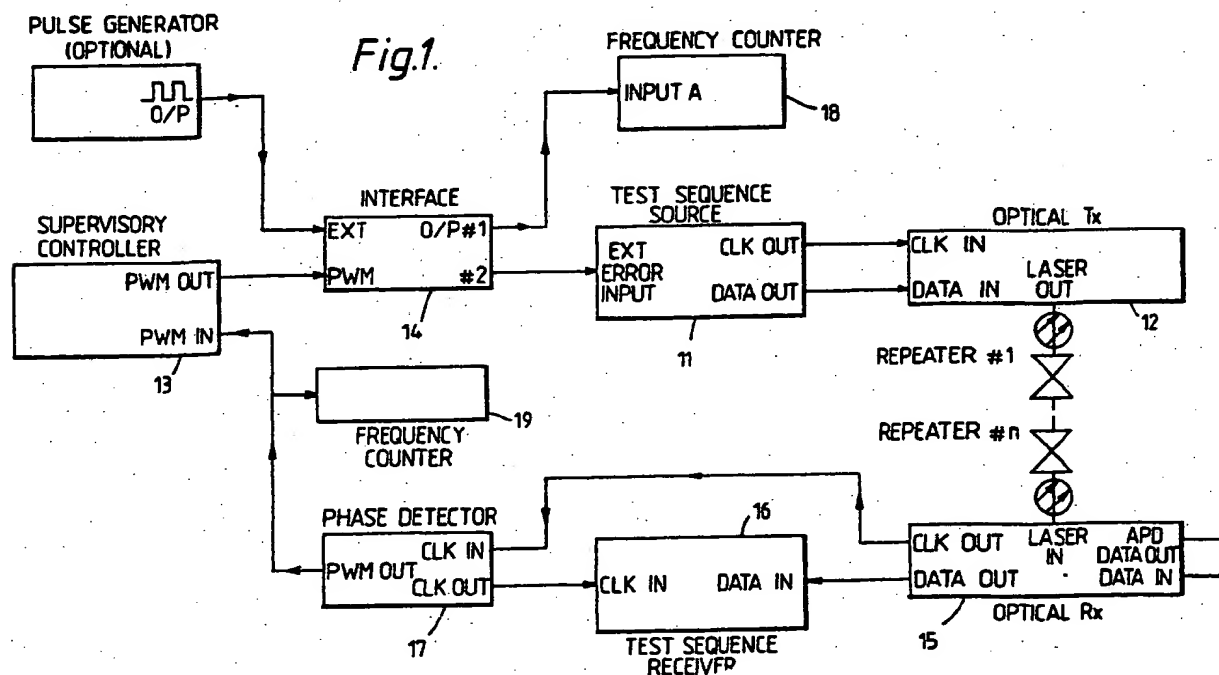 PULSE GENERATOR
(OPTIONAL)
O/P
Fig.1.
FREQUENCY COUNTER
INPUT A
18
INTERFACE
EXT
O/P#1
PWM
#2
14
SUPERVISORY
CONTROLLER
PWM OUT
PWM IN
13
TEST SEQUENCE
SOURCE
EXT
ERROR
INPUT
CLK OUT
DATA OUT
11
OPTICAL Tx
CLK IN
DATA IN
LASER
OUT
12
REPEATER #1
REPEATER #n
19
FREQUENCY
COUNTER
PHASE DETECTOR
CLK IN
PWM OUT
CLK OUT
17
16
CLK IN
DATA IN
TEST SEQUENCE
RECEIVER
CLK OUT
DATA OUT
LASER
IN
APD
DATA OUT
DATA IN
15
OPTICAL Rx